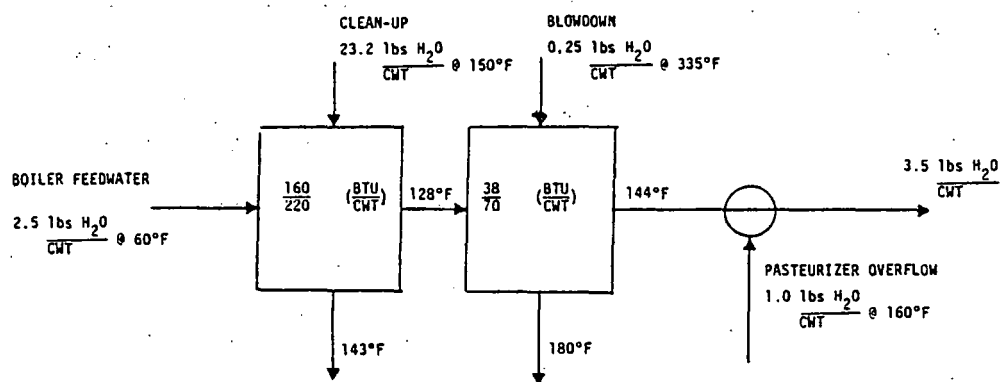 CLEAN-UP
23.2 lbs H₂O
CWT @ 150°F
BLOWDOWN
0.25 lbs H₂O
CWT @ 335°F
BOILER FEEDWATER
2.5 lbs H₂O
CWT @ 60°F
160
220
(BTU
CWT)
128°F
38
70
(BTU
CWT)
144°F
3.5 lbs H₂O
CWT
PASTEURIZER OVERFLOW
1.0 lbs H₂O
CWT @ 160°F
143°F
180°F